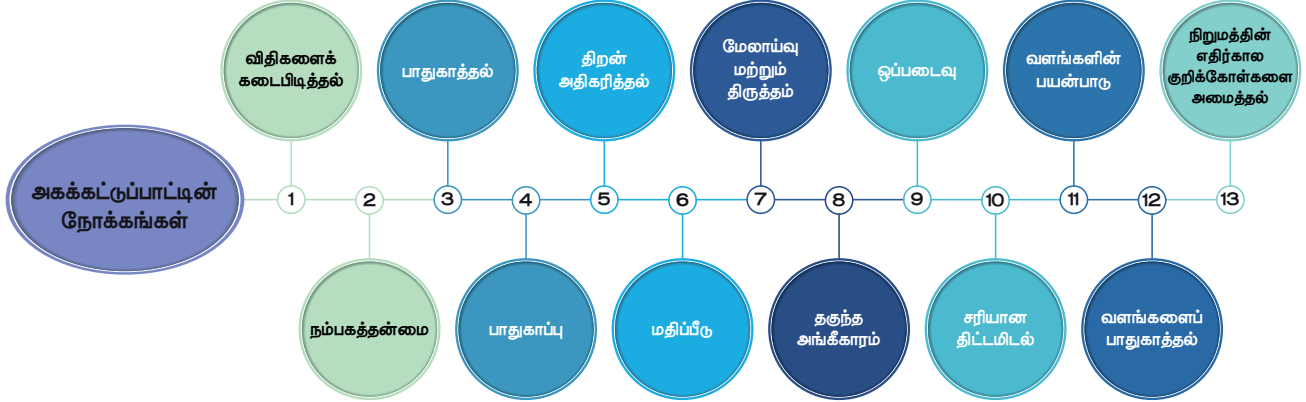 அகக்கட்டுப்பாட்டின்
நோக்கங்கள்
1
விதிகளைக்
கடைபிடித்தல்
2
நம்பகத்தன்மை
3
பாதுகாத்தல்
4
பாதுகாப்பு
5
திறன்
அதிகரித்தல்
6
மதிப்பீடு
7
மேலாய்வு
மற்றும்
திருத்தம்
8
தகுந்த
அங்கீகாரம்
9
ஒப்படைவு
10
சரியான
திட்டமிடல்
11
வளங்களின்
பயன்பாடு
12
வளங்களைப்
பாதுகாத்தல்
13
நிறுமத்தின்
எதிர்கால
குறிக்கோள்களை
அமைத்தல்